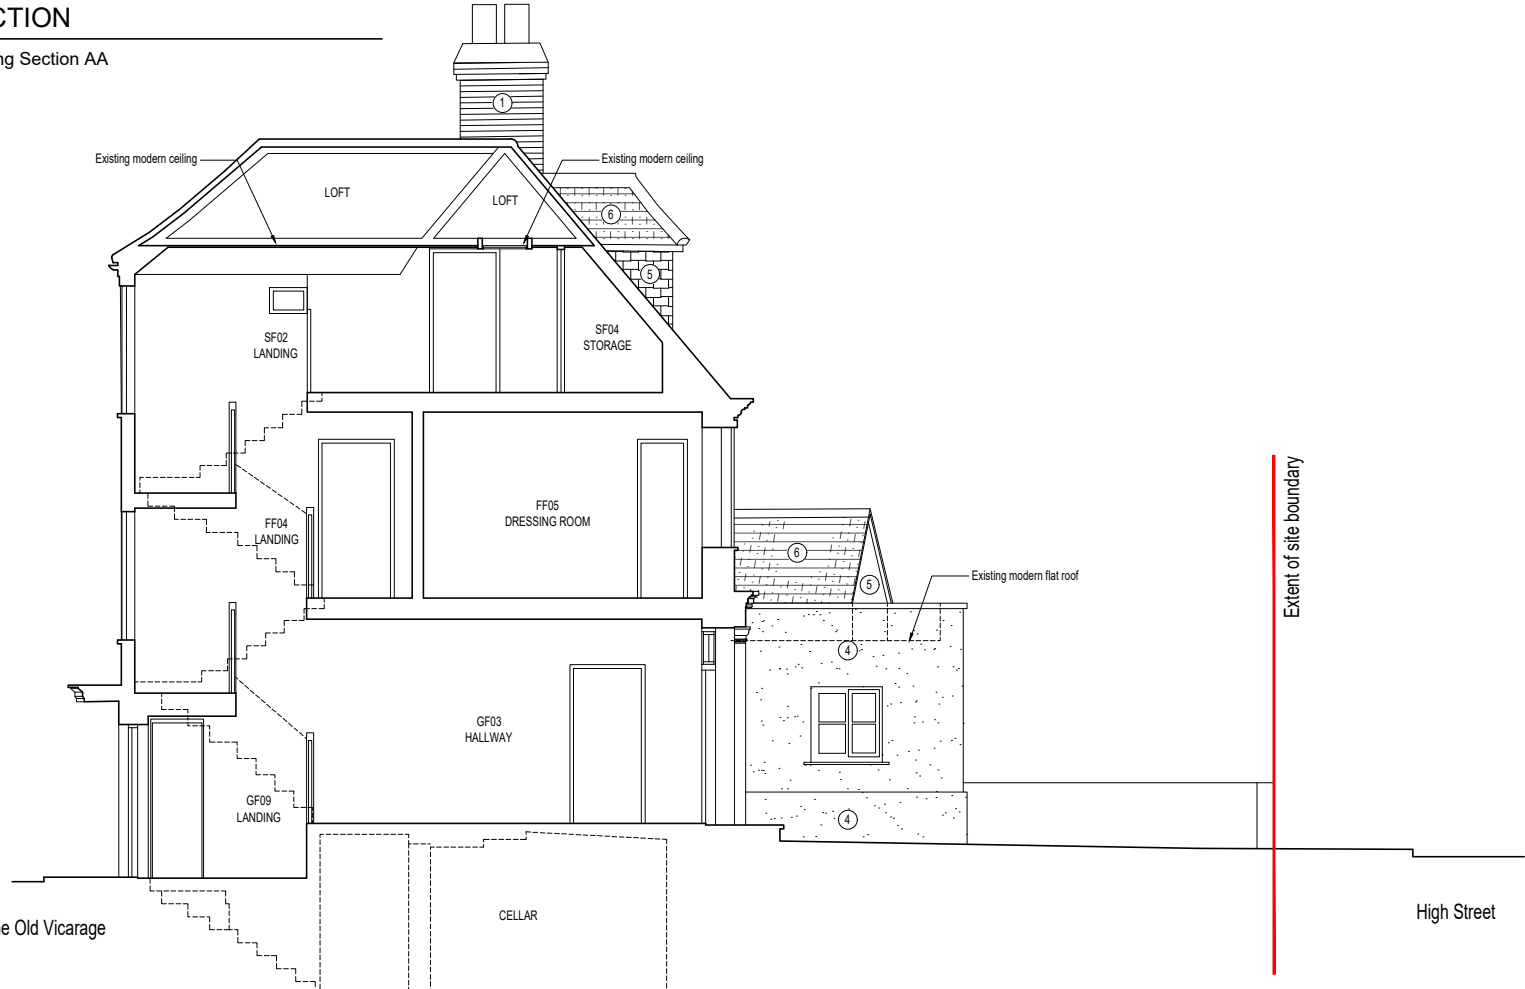 CTION
ng Section AA
1
Existing modern ceiling
Existing modern ceiling
LOFT
LOFT
6
5
SF02
LANDING
SF04
STORAGE
FF04
LANDING
FF05
DRESSING ROOM
6
5
Existing modern flat roof
Extent of site boundary
4
GF03
HALLWAY
GF09
LANDING
4
CELLAR
High Street
e Old Vicarage